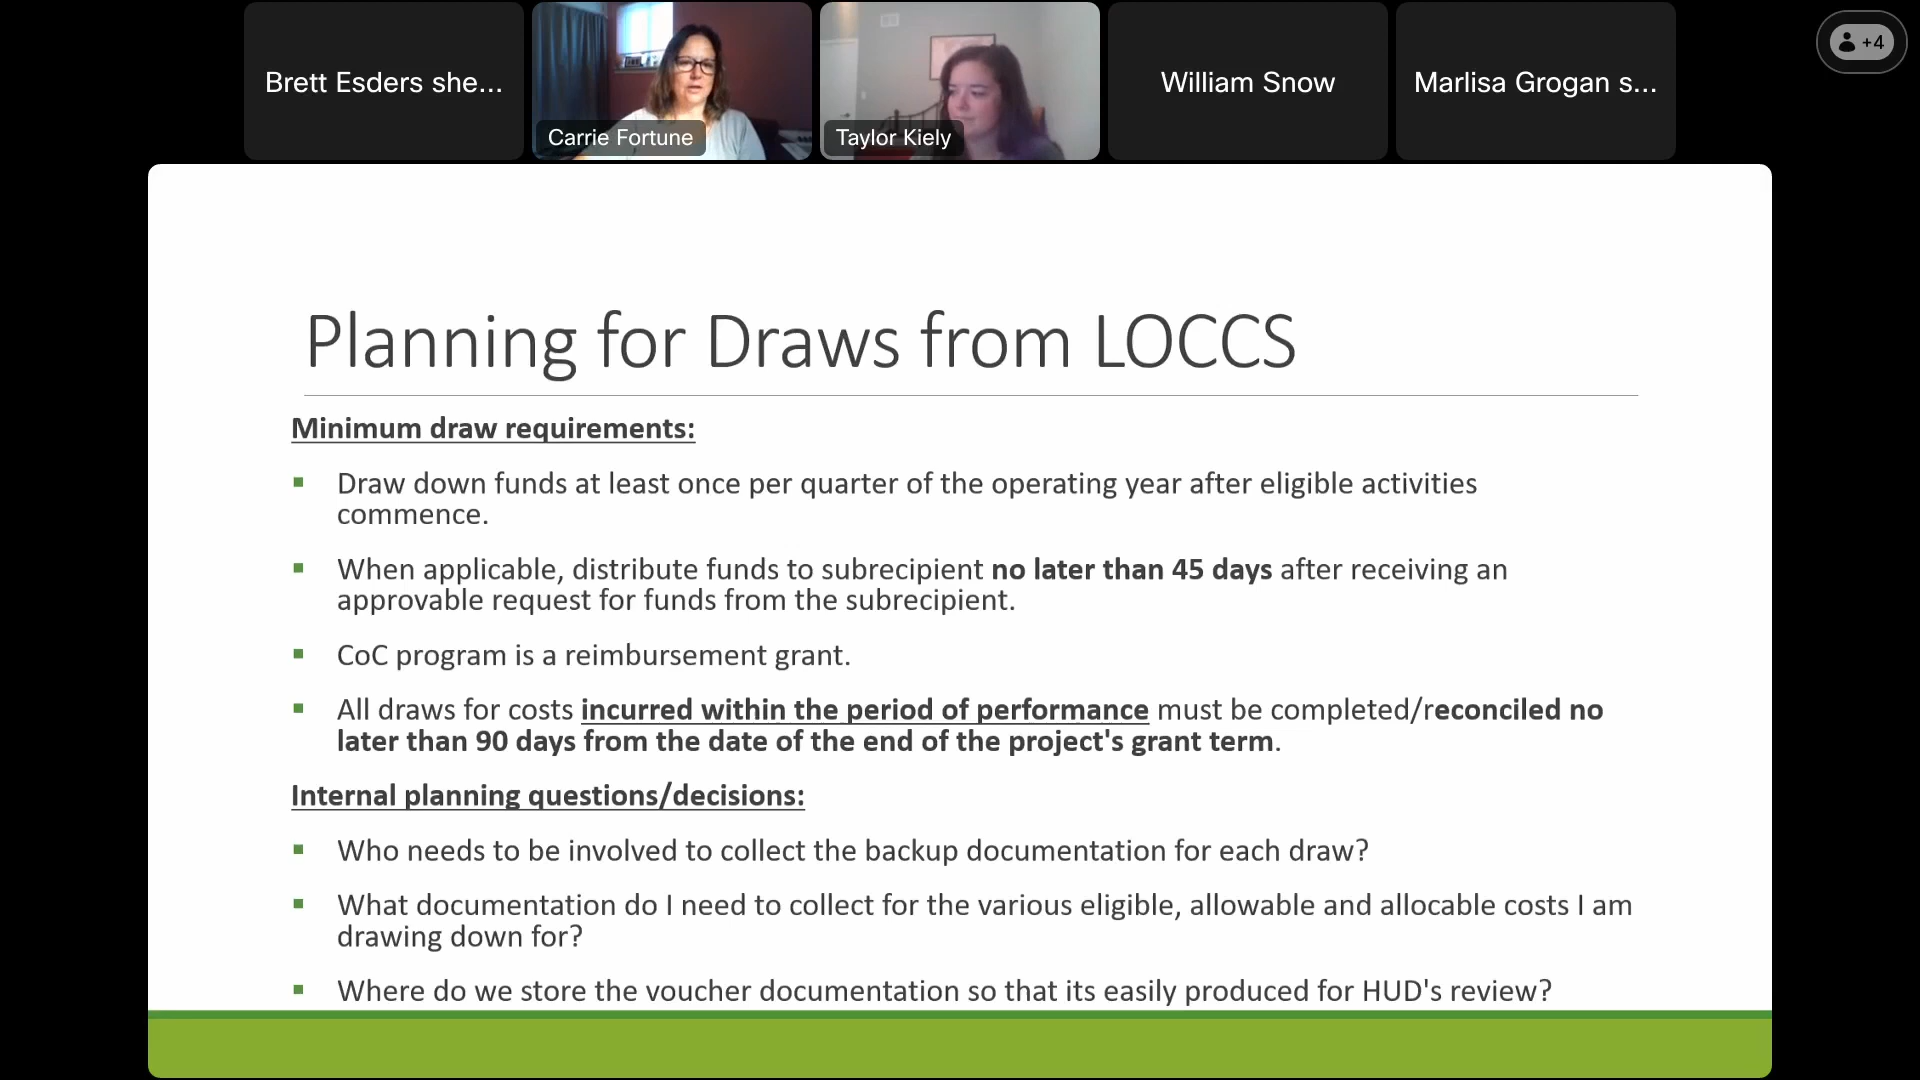 Brett Esders she...
Carrie Fortune
Taylor Kiely
William Snow
Marlisa Grogan s...
+4
Planning for Draws from LOCCS
Minimum draw requirements:
▪ Draw down funds at least once per quarter of the operating year after eligible activities
commence.
▪ When applicable, distribute funds to subrecipient no later than 45 days after receiving an
approvable request for funds from the subrecipient.
▪ CoC program is a reimbursement grant.
▪ All draws for costs incurred within the period of performance must be completed/reconciled no
later than 90 days from the date of the end of the project's grant term.
Internal planning questions/decisions:
▪ Who needs to be involved to collect the backup documentation for each draw?
▪ What documentation do I need to collect for the various eligible, allowable and allocable costs I am
drawing down for?
▪ Where do we store the voucher documentation so that its easily produced for HUD's review?